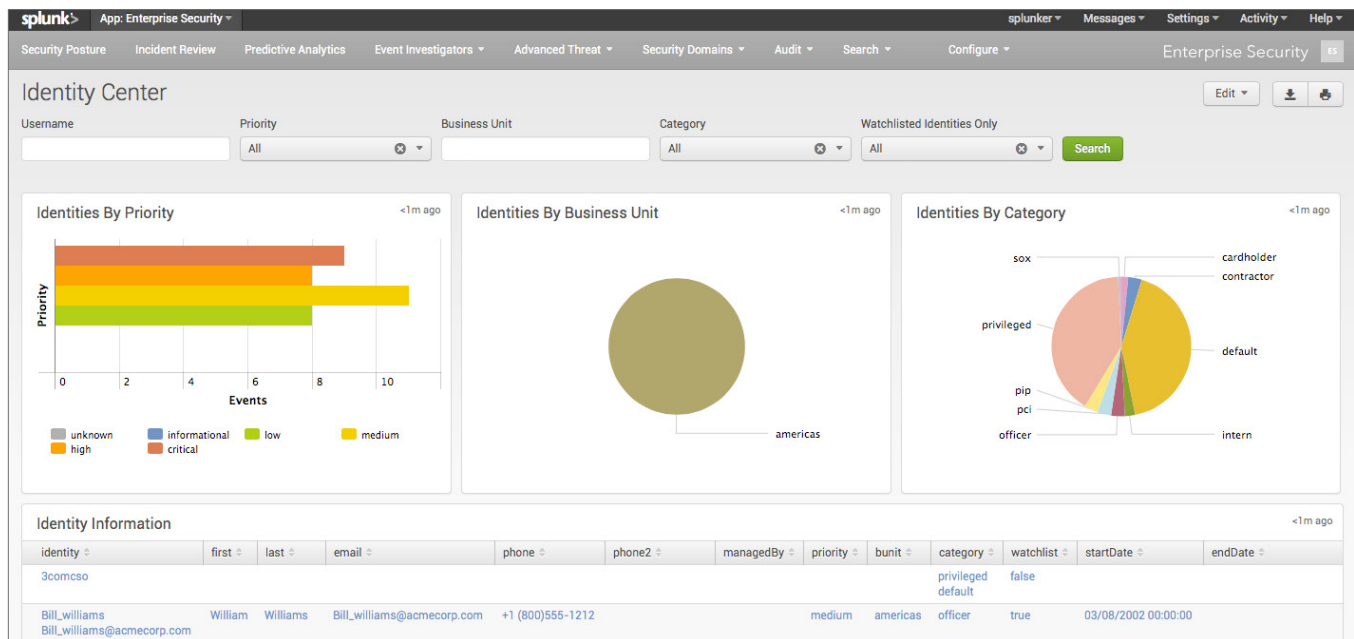 splunk> App: Enterprise Security splunker Messages Settings Activity Help
Security Posture Incident Review Predictive Analytics Event Investigators Advanced Threat Security Domains Audit Search Configure Enterprise Security ES
Identity Center Edit
Username Priority Business Unit Category Watchlisted Identities Only
All All All Search
Identities By Priority <1m ago
Priority
0 2 4 6 8 10
Events
unknown informational low medium
high critical
Identities By Business Unit <1m ago
americas
Identities By Category <1m ago
sox cardholder
contractor
privileged
default
pip
pci
officer intern
Identity Information <1m ago
identity first last email phone phone2 managedBy priority bunit category watchlist startDate endDate
3comcso privileged false
default
Bill_williams William Williams Bill_williams@acmecorp.com +1 (800)555-1212 medium americas officer true 03/08/2002 00:00:00
Bill_williams@acmecorp.com